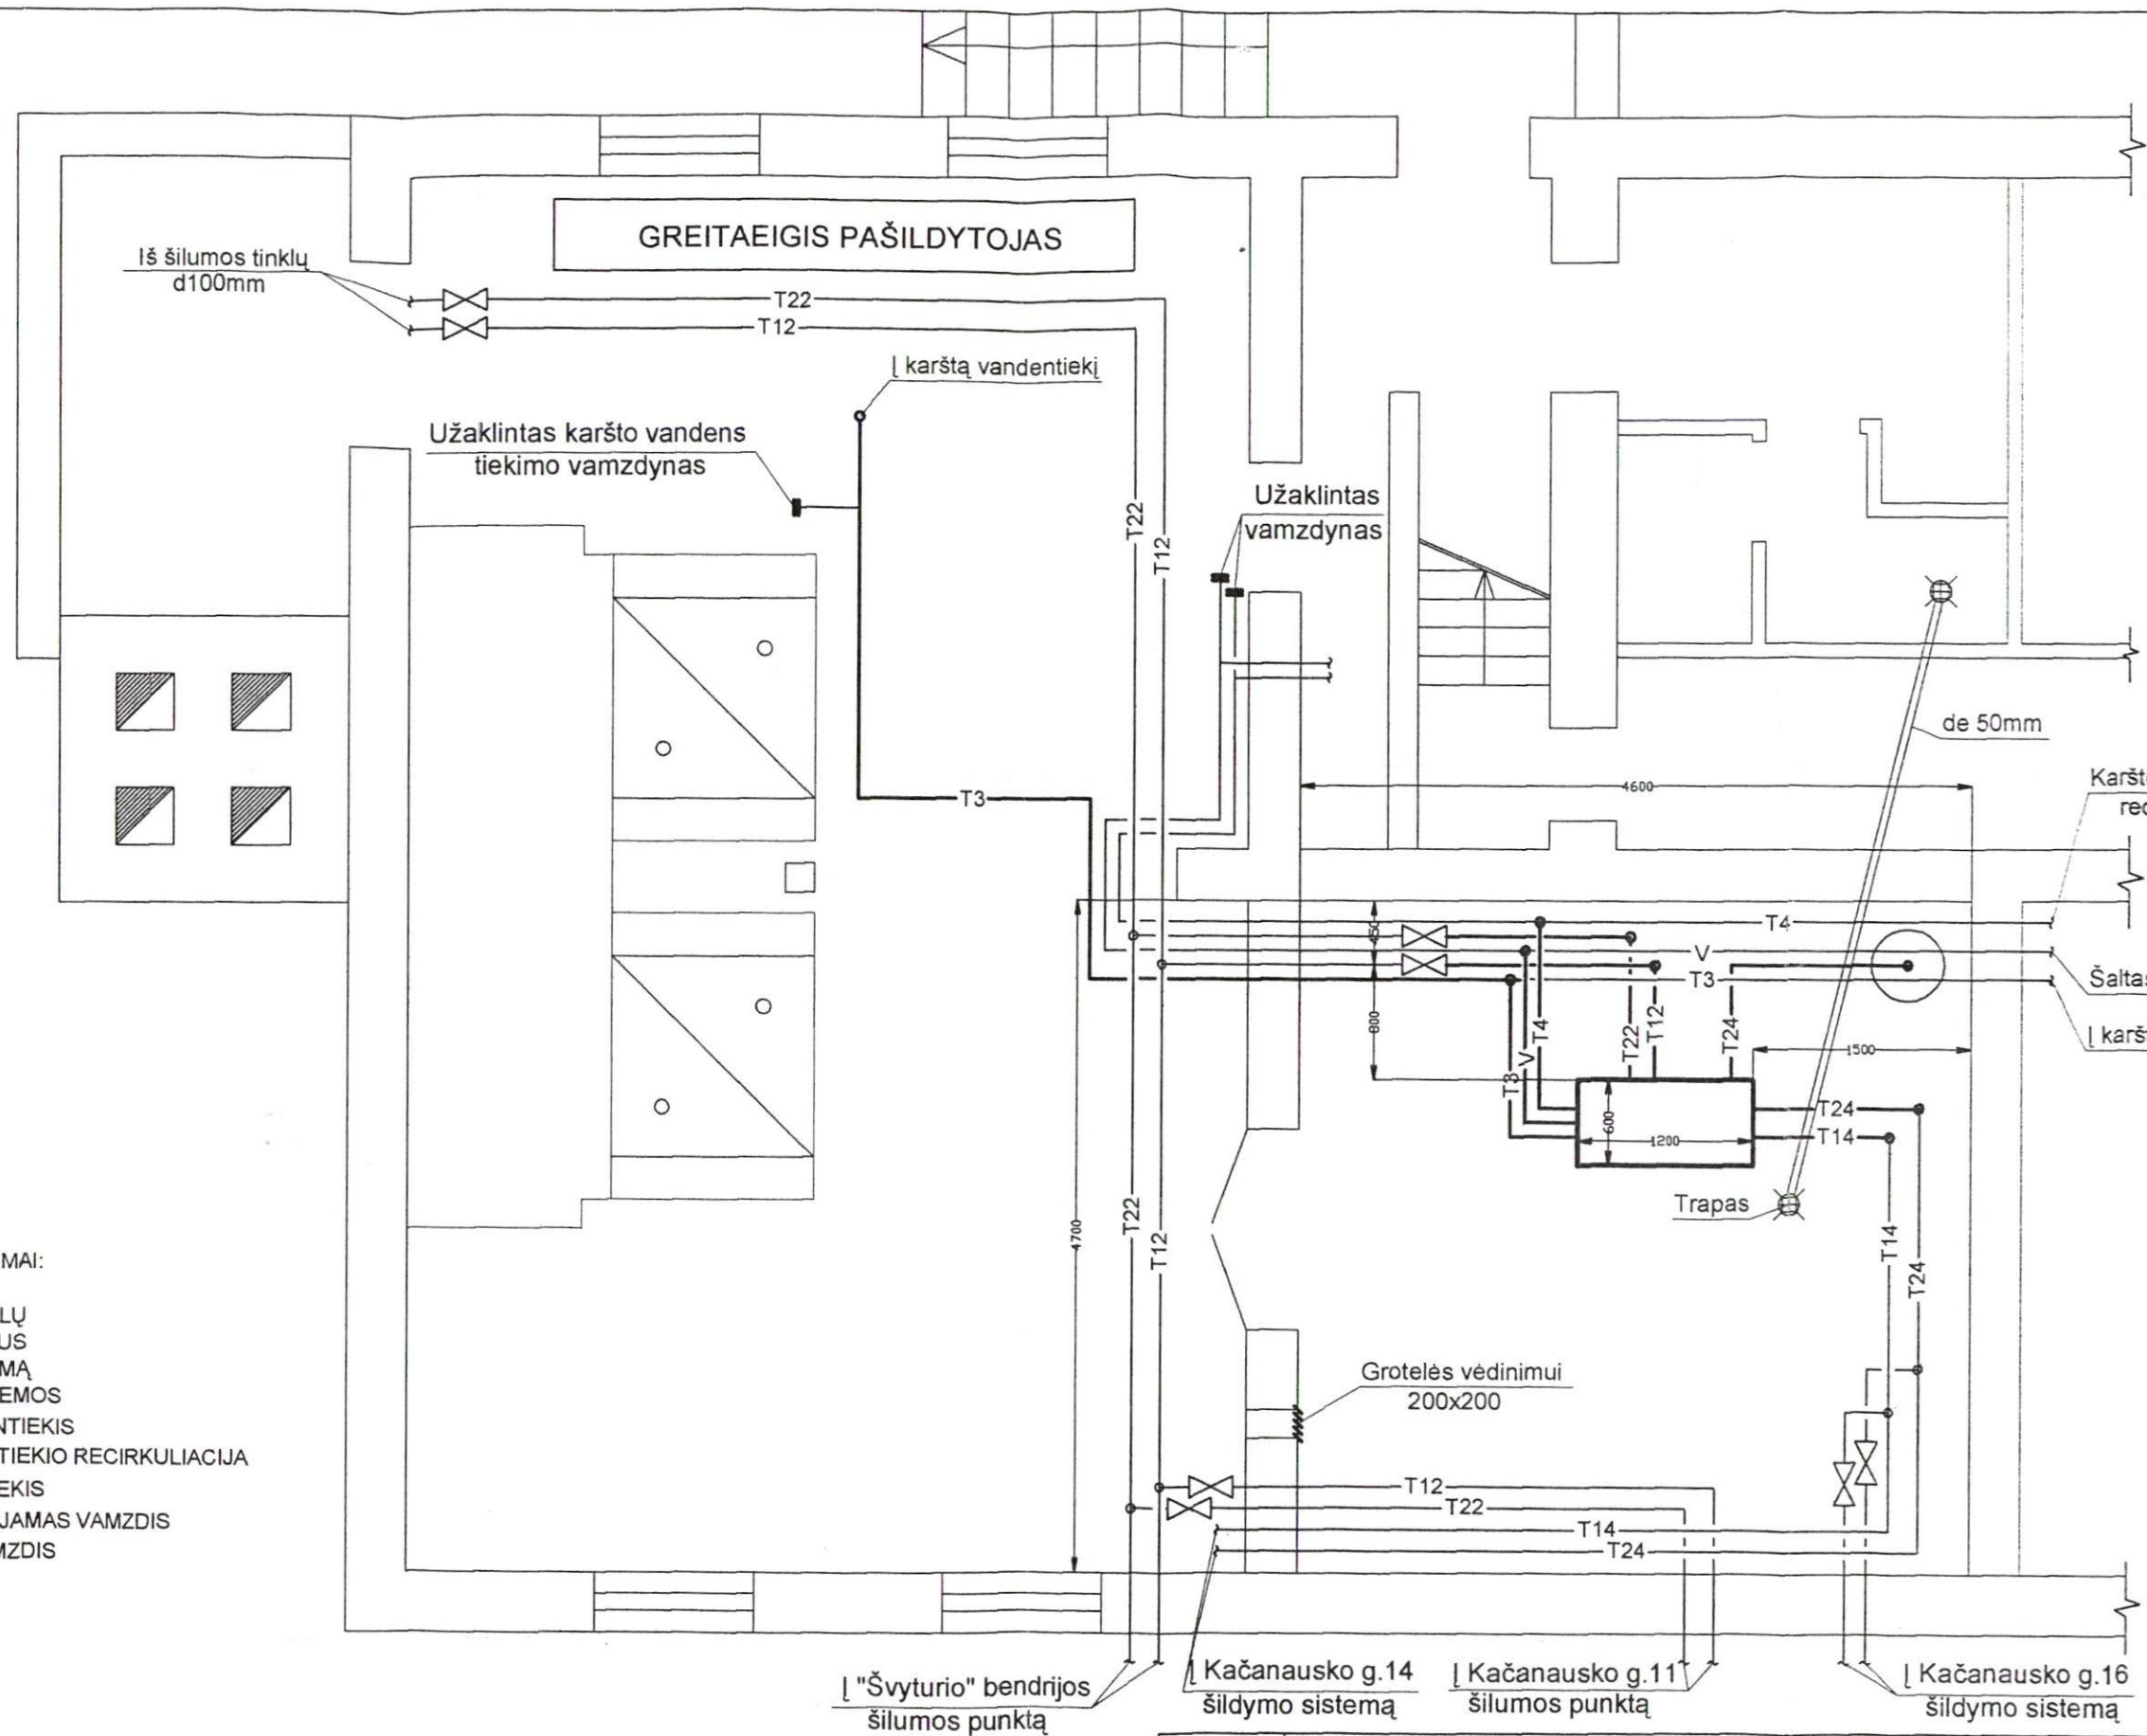 GREITAEIGIS PAŠILDYTOJAS
Iš šilumos tinklų
d100mm
T22
T12
Į karštą vandentiekį
Užaklintas karšto vandens
tiekimo vamzdynas
Užaklintas
vamzdynas
T22
T12
de 50mm
4600
Karšt
T3
450
T4
V
T3
Šaltas
Į karš
800
T3
V
T4
T22
T12
T24
1500
600
1200
T24
T14
Trapas
4700
T22
T12
T14
T24
MAI:
LŲ
US
MĄ
EMOS
NTIEKIS
TIEKIO RECIRKULIACIJA
EKIS
JAMAS VAMZDIS
MZDIS
Grotelės vėdinimui
200x200
T12
T22
T14
T24
Į "Švyturio" bendrijos
šilumos punktą
Į Kačanausko g.14
šildymo sistemą
Į Kačanausko g.11
šilumos punktą
Į Kačanausko g.16
šildymo sistemą